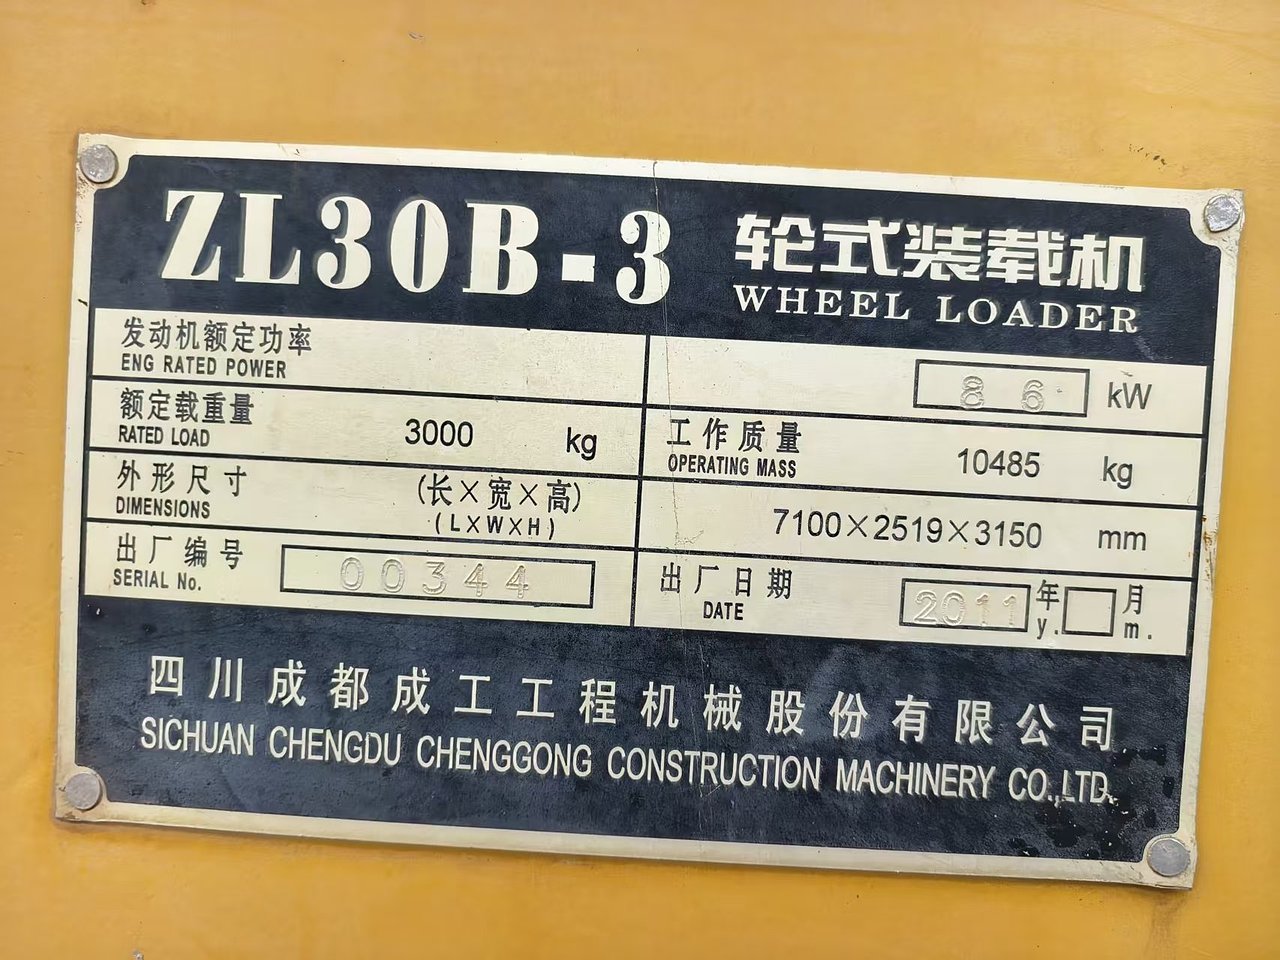 ZL30B-3 轮式装载机
WHEEL LOADER
发动机额定功率
ENG RATED POWER
86 kW
额定载重量
RATED LOAD
3000 kg
工作质量
OPERATING MASS
10485 kg
外形尺寸
DIMENSIONS
(长×宽×高)
(L×W×H)
7100×2519×3150 mm
出厂编号
SERIAL No.
00344
出厂日期
DATE
2011 年 月
y. m.
四川成都成工工程机械股份有限公司
SICHUAN CHENGDU CHENGGONG CONSTRUCTION MACHINERY CO.,LTD.